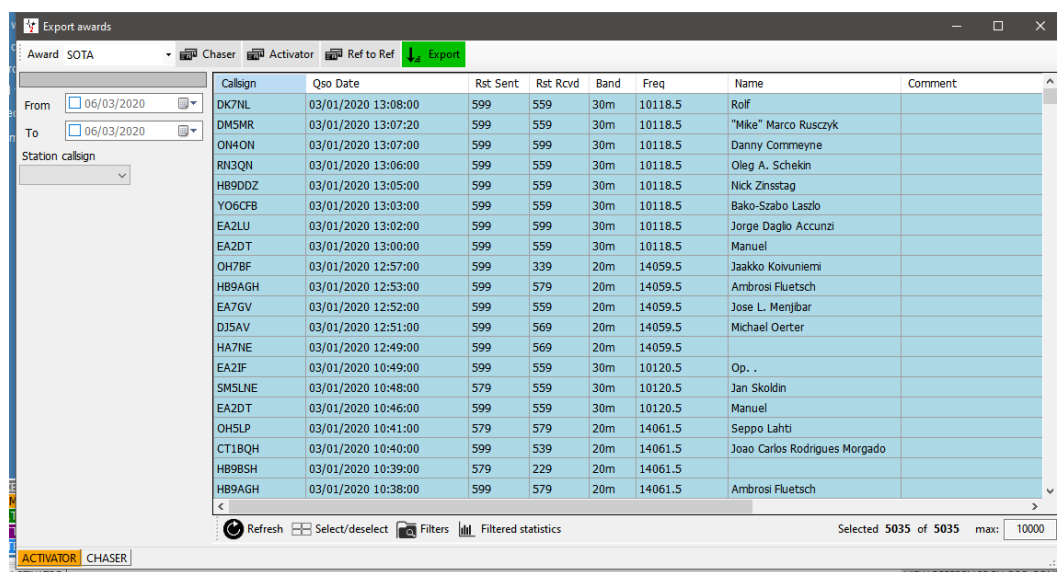 Export awards
Award SOTA Chaser Activator Ref to Ref Export
From 06/03/2020
To 06/03/2020
Station callsign
Callsign Qso Date Rst Sent Rst Rcvd Band Freq Name Comment
DK7NL 03/01/2020 13:08:00 599 559 30m 10118.5 Rolf
DM5MR 03/01/2020 13:07:20 599 559 30m 10118.5 "Mike" Marco Rusczyk
ON4ON 03/01/2020 13:07:00 599 599 30m 10118.5 Danny Commeyne
RN3QN 03/01/2020 13:06:00 599 559 30m 10118.5 Oleg A. Schekin
HB9DDZ 03/01/2020 13:05:00 599 559 30m 10118.5 Nick Zinsstag
YO6CFB 03/01/2020 13:03:00 599 559 30m 10118.5 Bako-Szabo Laszlo
EA2LU 03/01/2020 13:02:00 599 599 30m 10118.5 Jorge Daglio Accunzi
EA2DT 03/01/2020 13:00:00 599 559 30m 10118.5 Manuel
OH7BF 03/01/2020 12:57:00 599 339 20m 14059.5 Jaakko Koivuniemi
HB9AGH 03/01/2020 12:53:00 599 579 20m 14059.5 Ambrosi Fluetsch
EA7GV 03/01/2020 12:52:00 599 559 20m 14059.5 Jose L. Menjibar
DJ5AV 03/01/2020 12:51:00 599 569 20m 14059.5 Michael Oerter
HA7NE 03/01/2020 12:49:00 599 569 20m 14059.5
EA2IF 03/01/2020 10:49:00 599 559 30m 10120.5 Op. .
SM5LNE 03/01/2020 10:48:00 579 559 30m 10120.5 Jan Skoldin
EA2DT 03/01/2020 10:46:00 599 559 30m 10120.5 Manuel
OH5LP 03/01/2020 10:41:00 579 579 20m 14061.5 Seppo Lahti
CT1BQH 03/01/2020 10:40:00 599 539 20m 14061.5 Joao Carlos Rodrigues Morgado
HB9BSH 03/01/2020 10:39:00 579 229 20m 14061.5
HB9AGH 03/01/2020 10:38:00 599 579 20m 14061.5 Ambrosi Fluetsch
Refresh Select/deselect Filters Filtered statistics Selected 5035 of 5035 max: 10000
ACTIVATOR CHASER